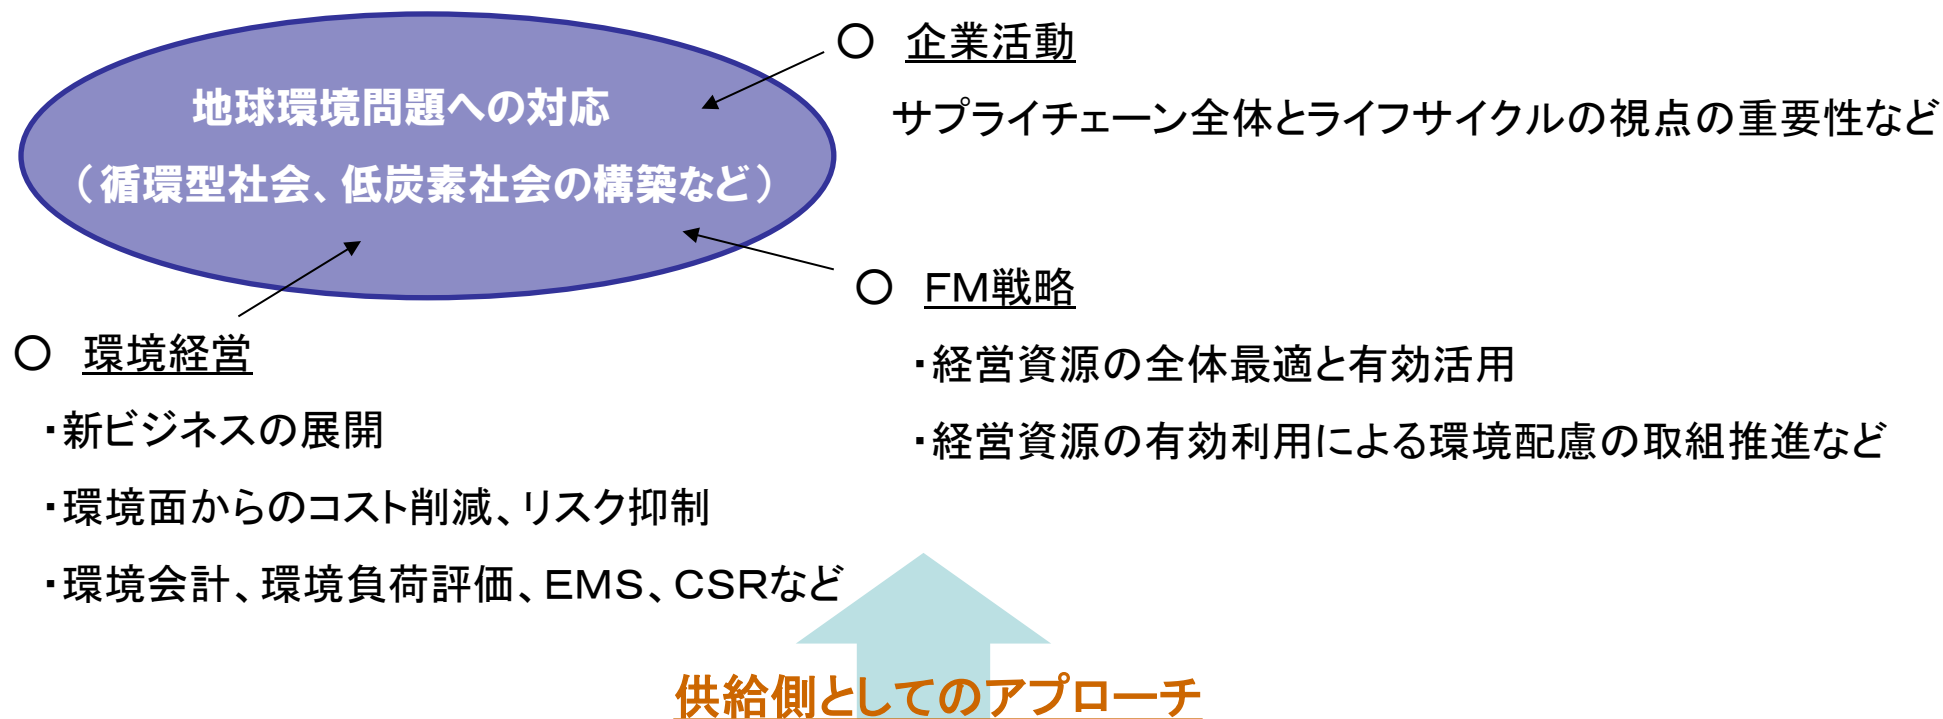 地球環境問題への対応
（循環型社会、低炭素社会の構築など）
○ 企業活動
サプライチェーン全体とライフサイクルの視点の重要性など
○ FM戦略
・経営資源の全体最適と有効活用
・経営資源の有効利用による環境配慮の取組推進など
○ 環境経営
・新ビジネスの展開
・環境面からのコスト削減、リスク抑制
・環境会計、環境負荷評価、EMS、CSRなど
供給側としてのアプローチ